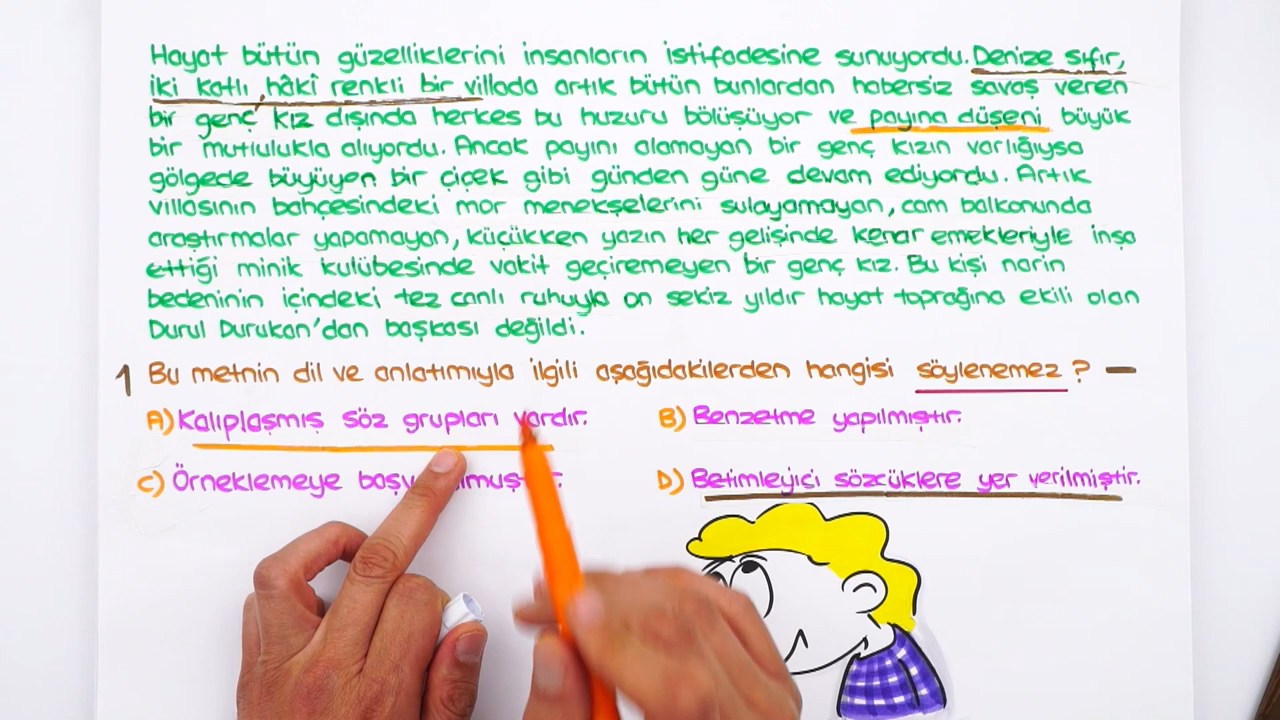 Hayat bütün güzelliklerini insanların istifadesine sunuyordu. Denize sıfır,
iki katlı, hâkî renkli bir villada artık bütün bunlardan habersiz savaş veren
bir genç kız dışında herkes bu huzuru bölüşüyor ve payına düşeni büyük
bir mutlulukla alıyordu. Ancak payını alamayan bir genç kızın varlığıysa
gölgede büyüyen bir çiçek gibi günden güne devam ediyordu. Artık
villasının bahçesindeki mor menekşelerini sulayamayan, cam balkonunda
araştırmalar yapamayan, küçükken yazın her gelişinde kenar emekleriyle inşa
ettiği minik kulübesinde vakit geçiremeyen bir genç kız. Bu kişi narin
bedeninin içindeki tez canlı ruhuyla on sekiz yıldır hayat toprağına ekili olan
Durul Durukan'dan başkası değildi.
1 Bu metnin dil ve anlatımıyla ilgili aşağıdakilerden hangisi söylenemez?
A) Kalıplaşmış söz grupları vardır. B) Benzetme yapılmıştır.
C) Örneklemeye D) Betimleyici sözcüklere yer verilmiştir.